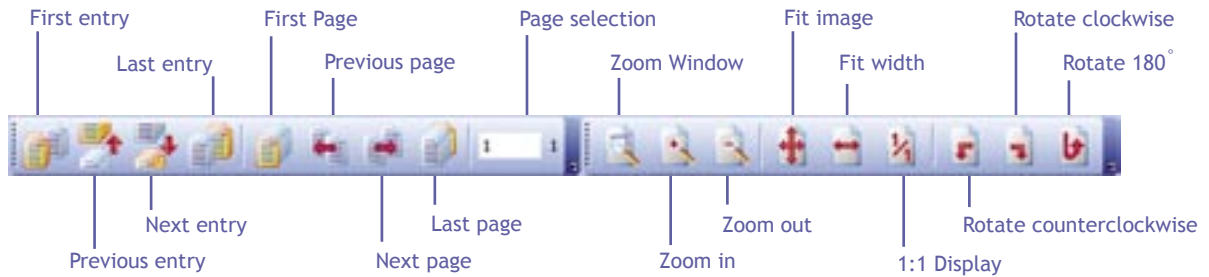 First entry
First Page
Page selection
Fit image
Rotate clockwise
Last entry
Previous page
Zoom Window
Fit width
Rotate 180°
1
1
1/1
Next entry
Last page
Zoom out
Rotate counterclockwise
Previous entry
Next page
Zoom in
1:1 Display